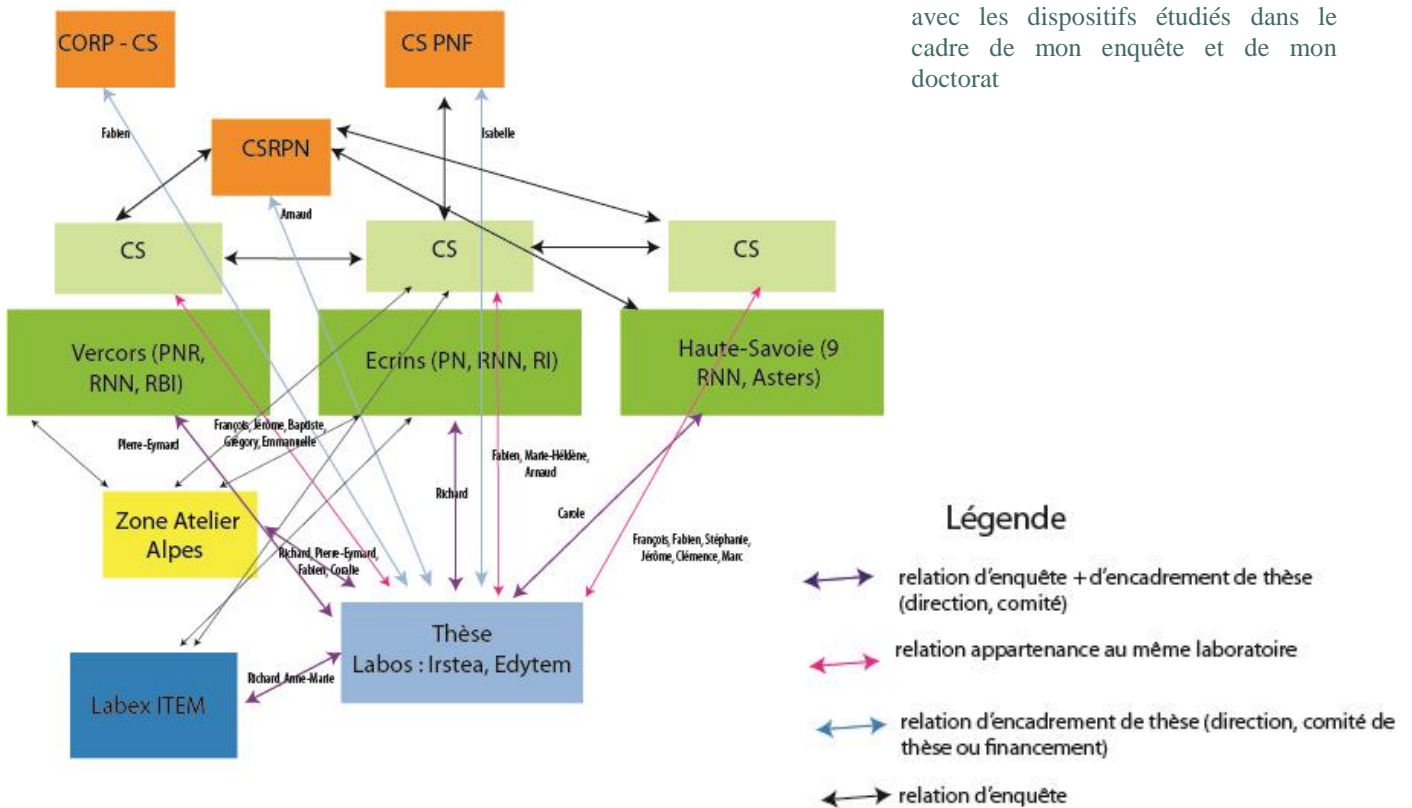 avec les dispositifs étudiés dans le
cadre de mon enquête et de mon
doctorat
CORP - CS
CS PNF
Fabien
Isabelle
CSRPN
Arnaud
CS
CS
CS
Vercors (PNR,
RNN, RBI)
Ecrins (PN, RNN, RI)
Haute-Savoie (9
RNN, Asters)
Pierre-Eymard
François, Jérôme, Baptiste,
Grégory, Emmanuelle
Richard
Fabien, Marie-Héldène,
Arnaud
Carole
François, Fabien, Stéphanie,
Jérôme, Clémence, Marc
Zone Atelier
Alpes
Richard, Pierre-Eymard,
Fabien, Coralie
Thèse
Labos : Irstea, Edytem
Labex ITEM
Richard, Anne-Marie
Légende
relation d'enquête + d'encadrement de thèse
(direction, comité)
relation appartenance au même laboratoire
relation d'encadrement de thèse (direction, comité de
thèse ou financement)
relation d'enquête